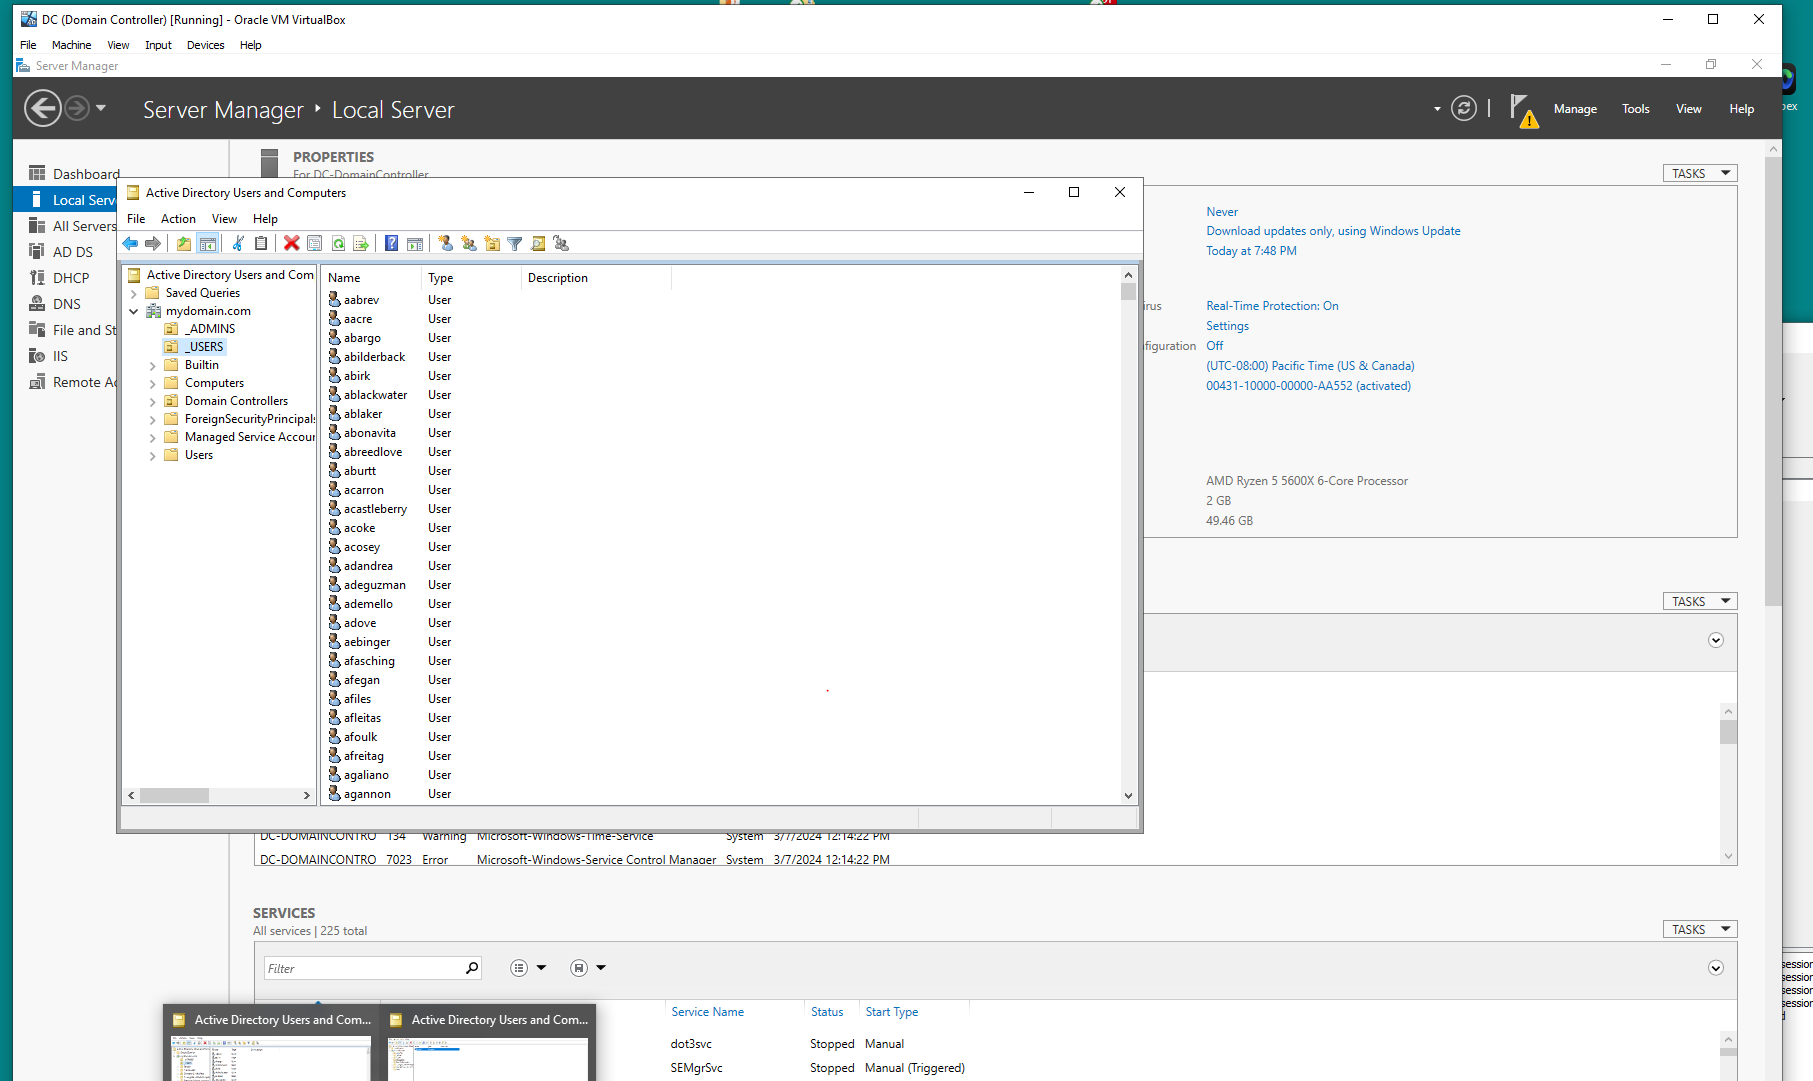 DC (Domain Controller) [Running] - Oracle VM VirtualBox
File Machine View Input Devices Help
Server Manager
Server Manager ‣ Local Server
Manage Tools View Help
Dashboard
Local Serv
All Servers
AD DS
DHCP
DNS
File and St
IIS
Remote Ac
PROPERTIES
For DC-DomainController
TASKS
Active Directory Users and Computers
File Action View Help
Active Directory Users and Com
Saved Queries
mydomain.com
_ADMINS
_USERS
Builtin
Computers
Domain Controllers
ForeignSecurityPrincipals
Managed Service Accour
Users
Name Type Description
aabrev User
aacre User
abargo User
abilderback User
abirk User
ablackwater User
ablaker User
abonavita User
abreedlove User
aburtt User
acarron User
acastleberry User
acoke User
acosey User
adandrea User
adeguzman User
ademello User
adove User
aebinger User
afasching User
afegan User
afiles User
afleitas User
afoulk User
afreitag User
agaliano User
agannon User
Never
Download updates only, using Windows Update
Today at 7:48 PM
irus Real-Time Protection: On
Settings
figuration Off
(UTC-08:00) Pacific Time (US & Canada)
00431-10000-00000-AA552 (activated)
AMD Ryzen 5 5600X 6-Core Processor
2 GB
49.46 GB
TASKS
DC-DOMAINCONTRO 134 Warning Microsoft-Windows-Time-Service System 3/7/2024 12:14:22 PM
DC-DOMAINCONTRO 7023 Error Microsoft-Windows-Service Control Manager System 3/7/2024 12:14:22 PM
SERVICES
All services | 225 total
TASKS
Filter
Service Name Status Start Type
dot3svc Stopped Manual
SEMgrSvc Stopped Manual (Triggered)
Active Directory Users and Com...
Active Directory Users and Com...
session
session
session
session